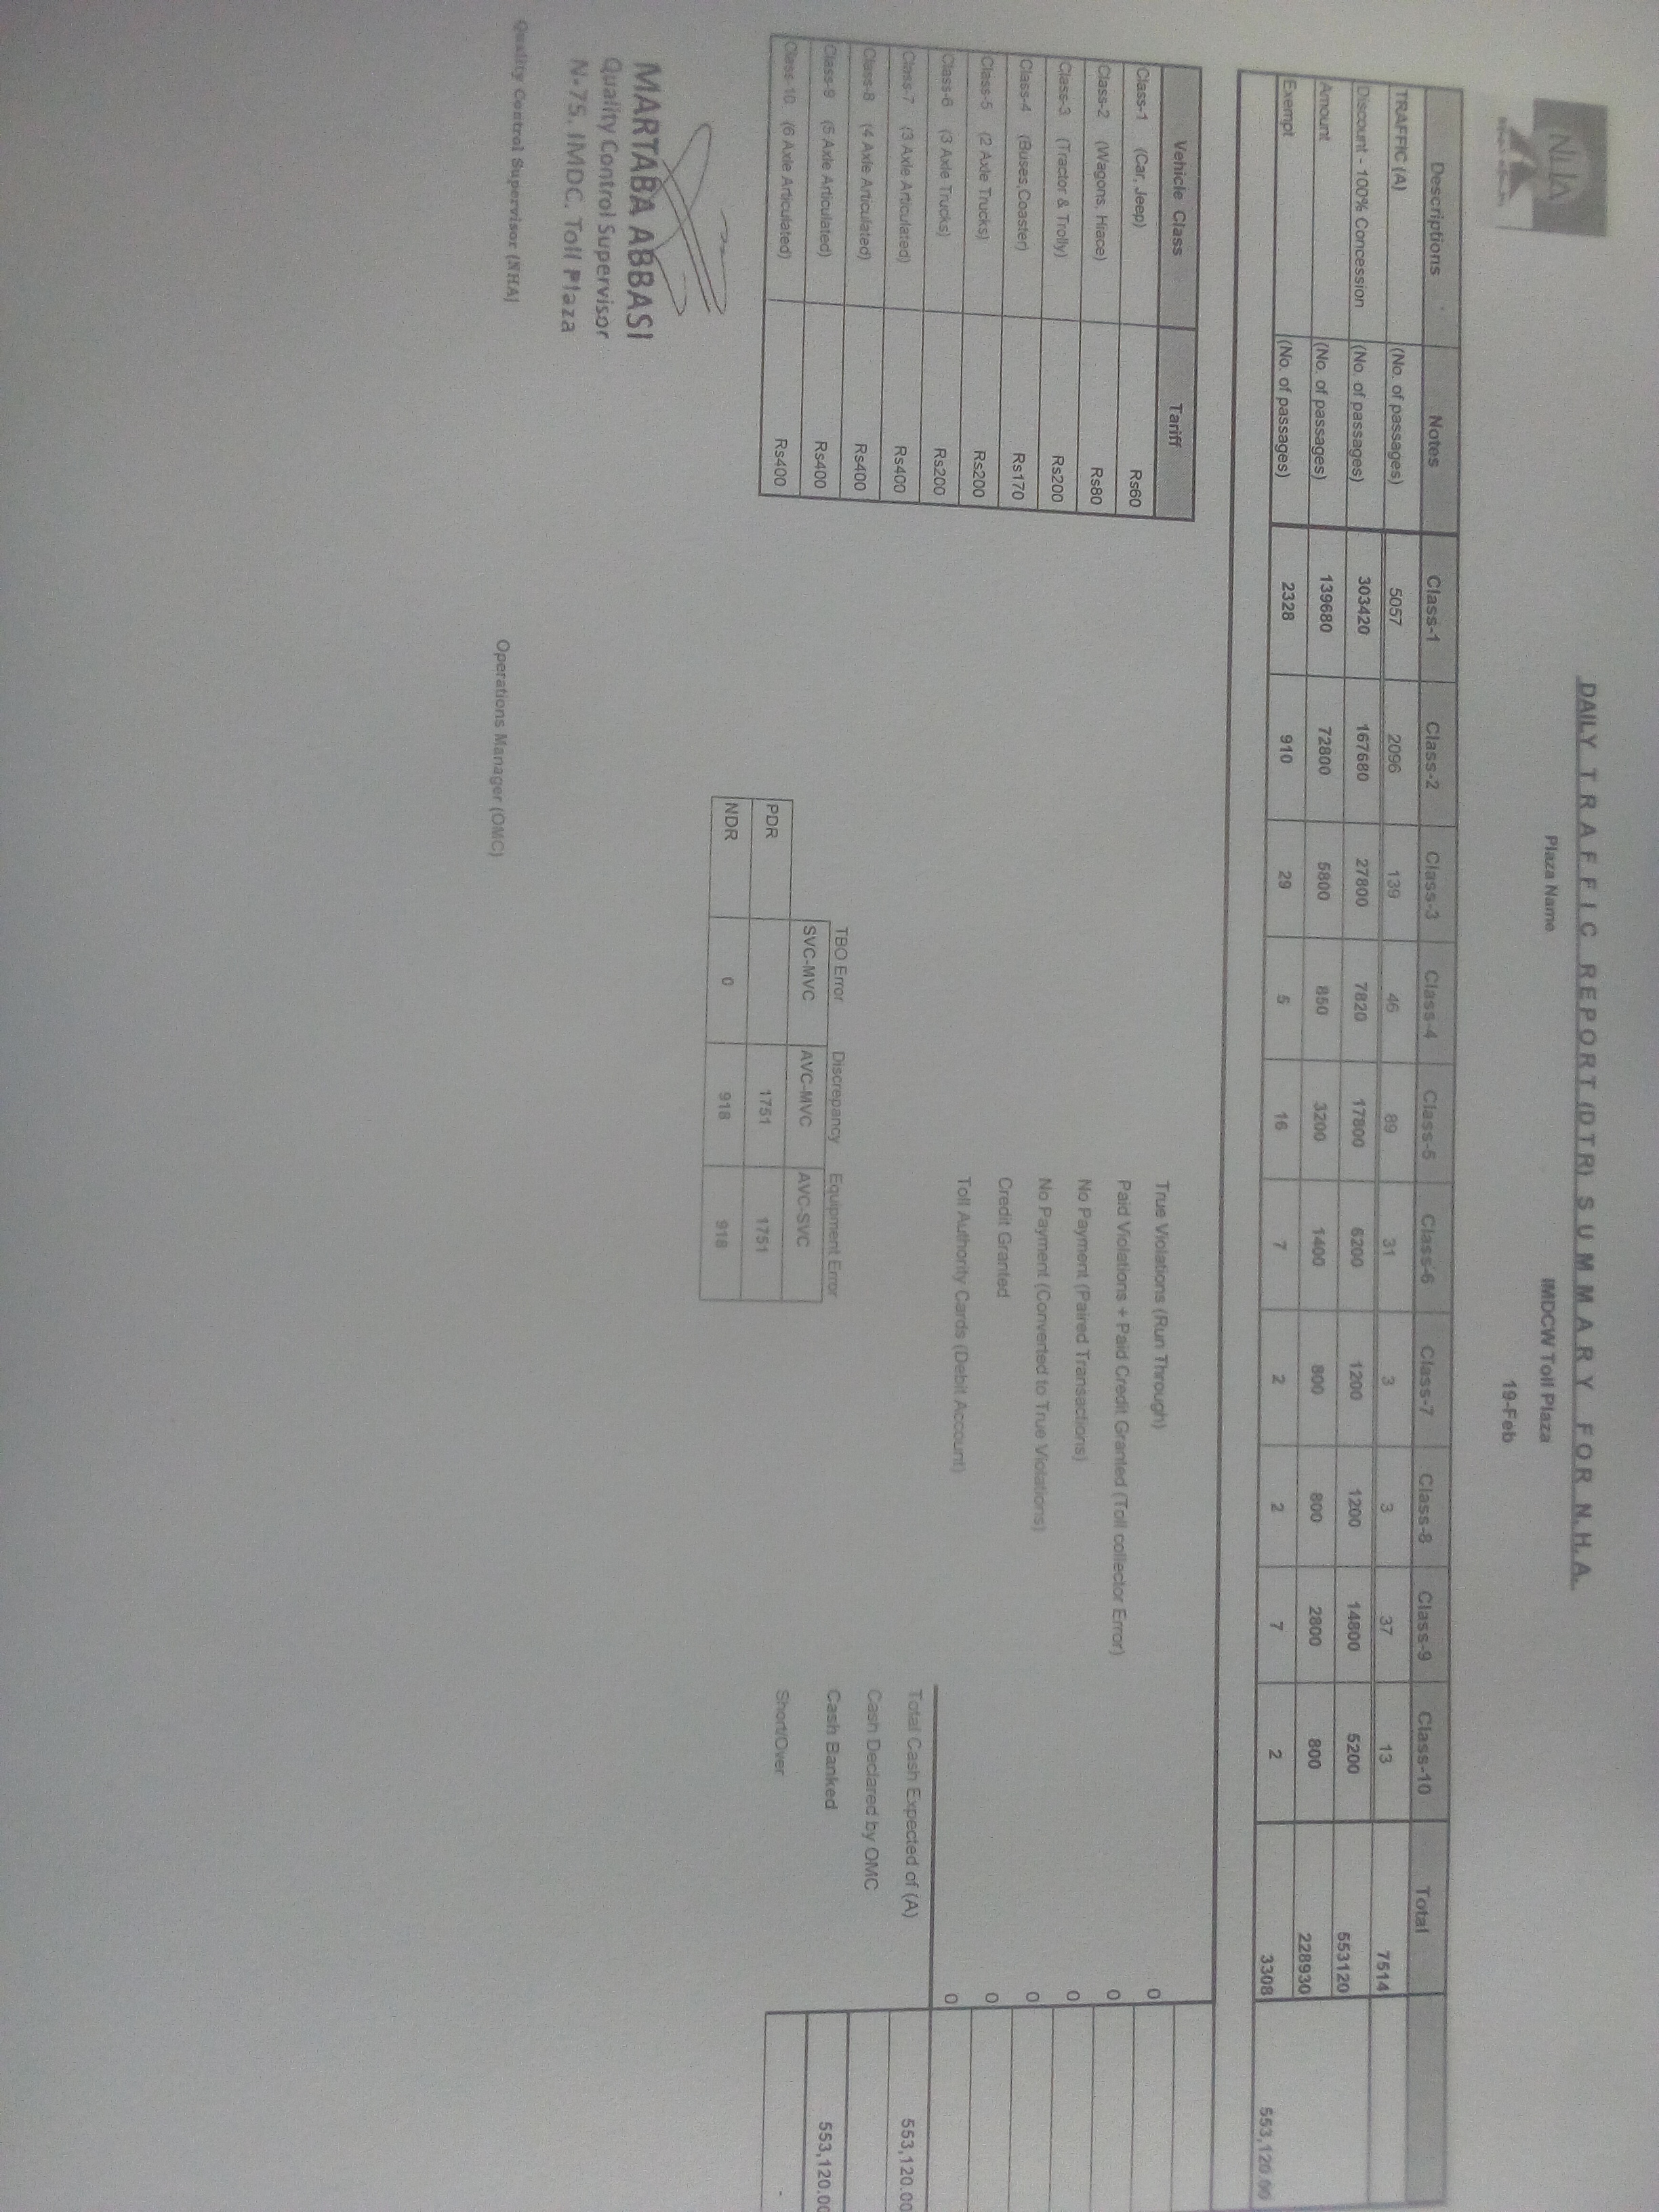 NHA
DAILY TRAFFIC REPORT (DTR) SUMMARY FOR N.H.A.
Plaza Name IMDCW Toll Plaza
19-Feb
Descriptions Notes Class-1 Class-2 Class-3 Class-4 Class-5 Class-6 Class-7 Class-8 Class-9 Class-10 Total
TRAFFIC (A) (No. of passages) 5057 2096 139 46 89 31 3 3 37 13 7514
Discount - 100% Concession (No. of passages) 303420 167680 27800 7820 17800 6200 1200 1200 14800 5200 553120
Amount (No. of passages) 139680 72800 5800 850 3200 1400 800 800 2800 800 228930
Exempt (No. of passages) 2328 910 29 5 16 7 2 2 7 2 3308 553,120.00
Vehicle Class Tariff
Class-1 (Car, Jeep) Rs60
Class-2 (Wagons, Hiace) Rs80
Class-3 (Tractor & Trolly) Rs200
Class-4 (Buses,Coaster) Rs170
Class-5 (2 Axle Trucks) Rs200
Class-6 (3 Axle Trucks) Rs200
Class-7 (3 Axle Articulated) Rs400
Class-8 (4 Axle Articulated) Rs400
Class-9 (5 Axle Articulated) Rs400
Class-10 (6 Axle Articulated) Rs400
True Violations (Run Through) 0
Paid Violations + Paid Credit Granted (Toll collector Error) 0
No Payment (Paired Transactions) 0
No Payment (Converted to True Violations) 0
Credit Granted 0
Toll Authority Cards (Debit Account) 0
Total Cash Expected of (A) 553,120.00
Cash Declared by OMC
Cash Banked 553,120.00
Short/Over -
TBO Error Discrepancy Equipment Error
SVC-MVC AVC-MVC AVC-SVC
PDR 1751 1751
NDR 0 918 918
MARTABA ABBASI
Quality Control Supervisor
N-75, IMDC. Toll Plaza
Quality Control Supervisor (NHA)
Operations Manager (OMC)